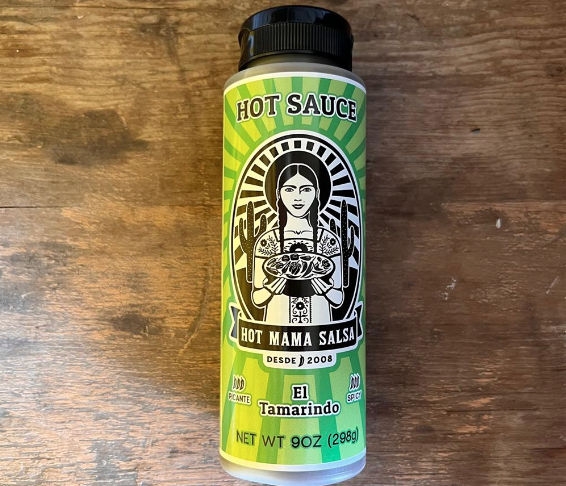 HOT SAUCE
HOT MAMA SALSA
DESDE 2008
PICANTE
El
Tamarindo
SPICY
NET WT 9OZ (298g)